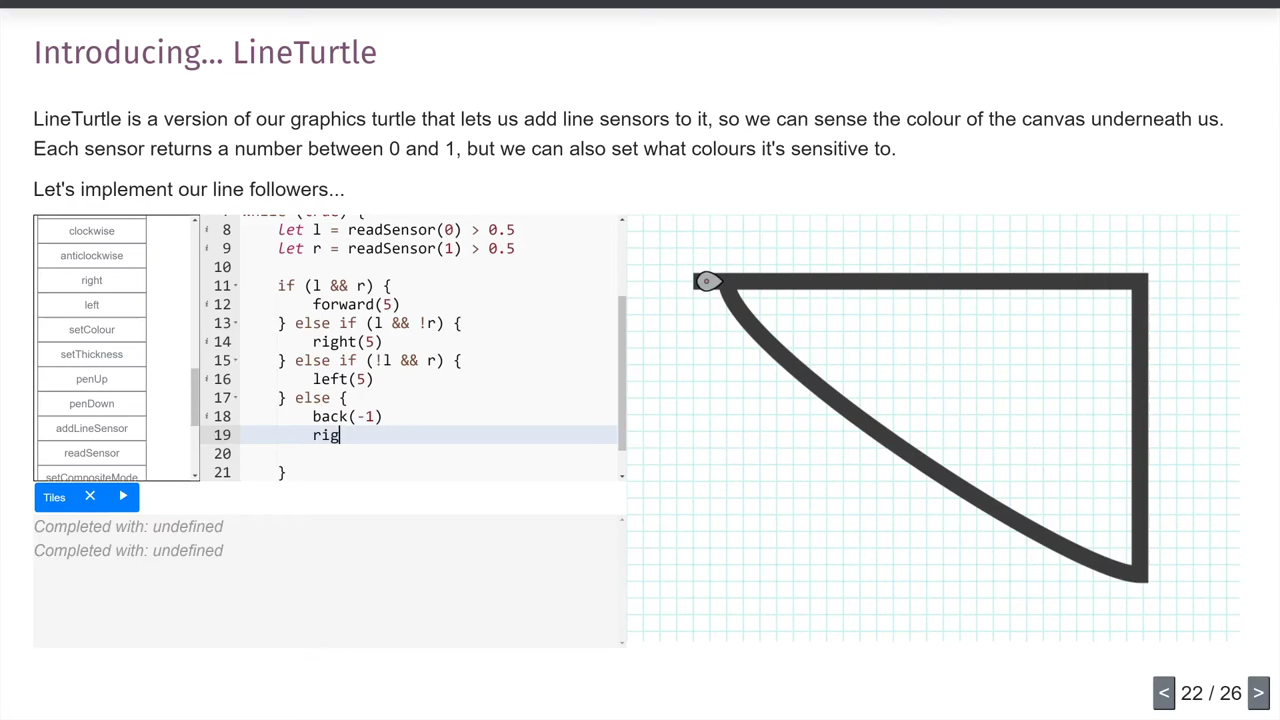 Introducing... LineTurtle
LineTurtle is a version of our graphics turtle that lets us add line sensors to it, so we can sense the colour of the canvas underneath us.
Each sensor returns a number between 0 and 1, but we can also set what colours it's sensitive to.
Let's implement our line followers...
clockwise
anticlockwise
right
left
setColour
setThickness
penUp
penDown
addLineSensor
readSensor
setCompositeMode
while (true) {
8 let l = readSensor(0) > 0.5
9 let r = readSensor(1) > 0.5
10
11 if (l && r) {
12 forward(5)
13 } else if (l && !r) {
14 right(5)
15 } else if (!l && r) {
16 left(5)
17 } else {
18 back(-1)
19 rig
20
21 }
Tiles
Completed with: undefined
Completed with: undefined
< 22 / 26 >